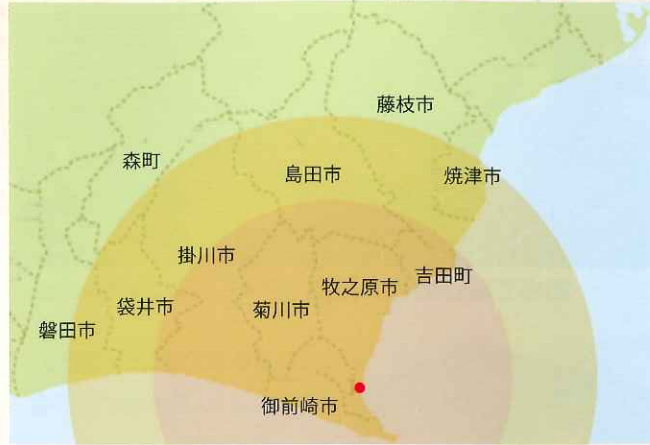 藤枝市
森町
島田市
焼津市
掛川市
吉田町
牧之原市
袋井市
菊川市
磐田市
御前崎市